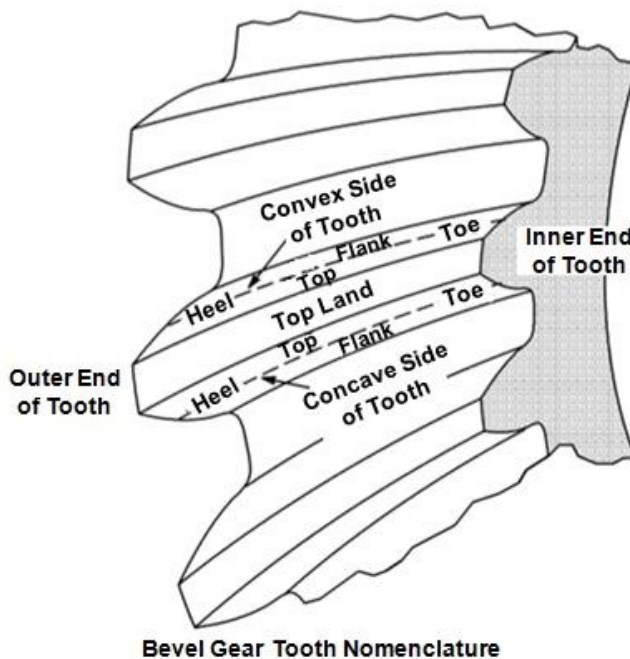 Convex Side
of Tooth
Flank
Toe
Top
Heel
Top Land
Toe
Top
Flank
Heel
Concave Side
of Tooth
Inner End
of Tooth
Outer End
of Tooth
Bevel Gear Tooth Nomenclature